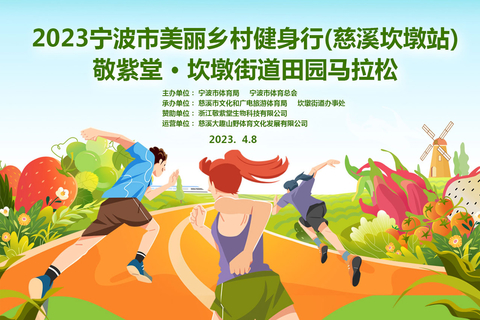 2023宁波市美丽乡村健身行(慈溪坎墩站)
敬紫堂·坎墩街道田园马拉松
主办单位： 宁波市体育局 宁波市体育总会
承办单位： 慈溪市文化和广电旅游体育局 坎墩街道办事处
赞助单位： 浙江敬紫堂生物科技有限公司
运营单位： 慈溪大趣山野体育文化发展有限公司
2023. 4.8